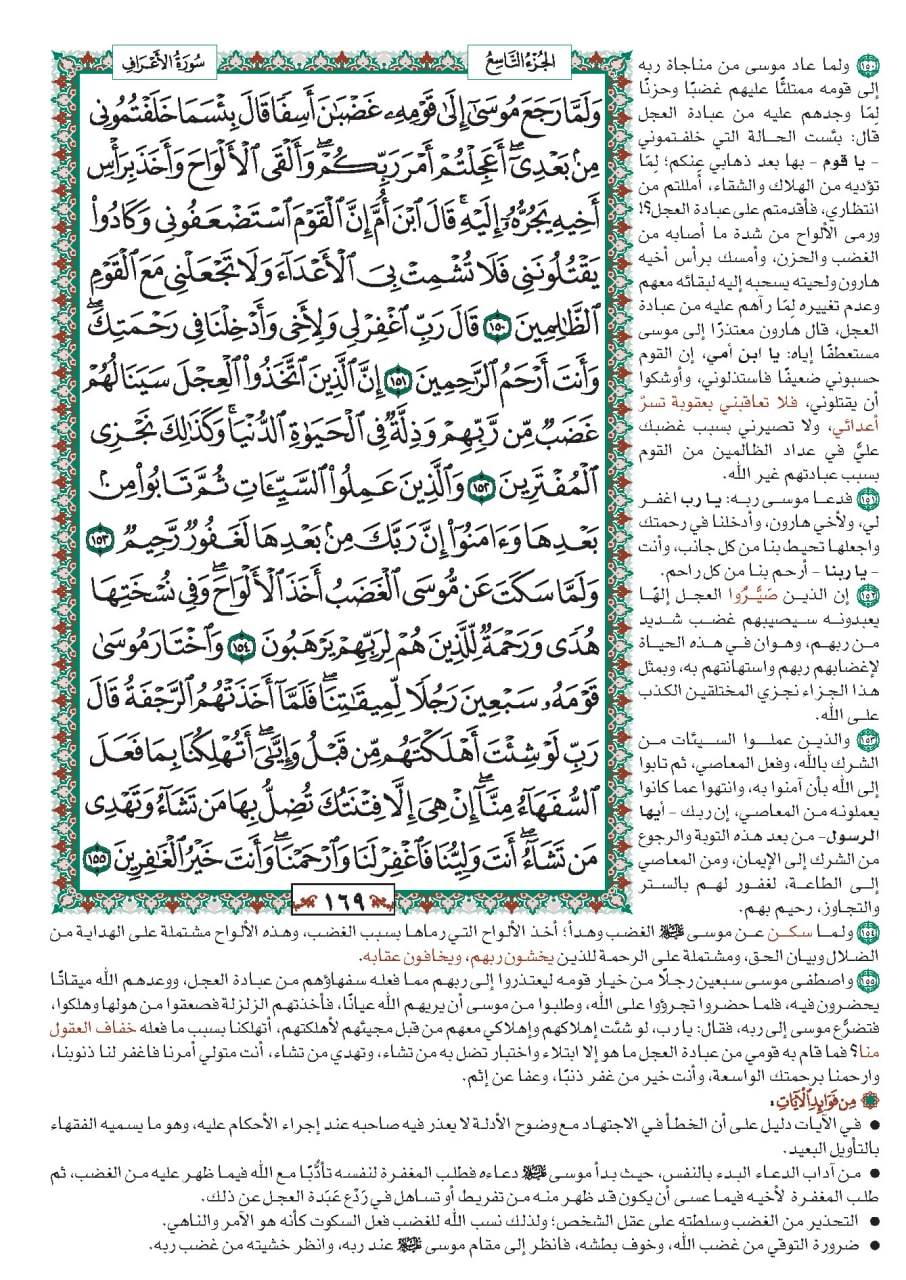 سُورَةُ الأَعْرَافِ
الجُزْءُ التَّاسِعُ
وَلَمَّا رَجَعَ مُوسَىٰٓ إِلَىٰ قَوْمِهِۦ غَضْبَٰنَ أَسِفٗا قَالَ بِئْسَمَا خَلَفْتُمُونِي
مِنۢ بَعْدِيٓۖ أَعَجِلْتُمْ أَمْرَ رَبِّكُمْۖ وَأَلْقَى ٱلْأَلْوَاحَ وَأَخَذَ بِرَأْسِ
أَخِيهِ يَجُرُّهُۥٓ إِلَيْهِۚ قَالَ ٱبْنَ أُمَّ إِنَّ ٱلْقَوْمَ ٱسْتَضْعَفُونِي وَكَادُواْ
يَقْتُلُونَنِي فَلَا تُشْمِتْ بِيَ ٱلْأَعْدَآءَ وَلَا تَجْعَلْنِي مَعَ ٱلْقَوْمِ
ٱلظَّٰلِمِينَ ١٥٠ قَالَ رَبِّ ٱغْفِرْ لِي وَلِأَخِي وَأَدْخِلْنَا فِي رَحْمَتِكَۖ
وَأَنتَ أَرْحَمُ ٱلرَّٰحِمِينَ ١٥١ إِنَّ ٱلَّذِينَ ٱتَّخَذُواْ ٱلْعِجْلَ سَيَنَالُهُمْ
غَضَبٞ مِّن رَّبِّهِمْ وَذِلَّةٞ فِي ٱلْحَيَوٰةِ ٱلدُّنْيَاۚ وَكَذَٰلِكَ نَجْزِي
ٱلْمُفْتَرِينَ ١٥٢ وَٱلَّذِينَ عَمِلُواْ ٱلسَّيِّـَٔاتِ ثُمَّ تَابُواْ مِنۢ
بَعْدِهَا وَءَامَنُوٓاْ إِنَّ رَبَّكَ مِنۢ بَعْدِهَا لَغَفُورٞ رَّحِيمٞ ١٥٣
وَلَمَّا سَكَتَ عَن مُّوسَى ٱلْغَضَبُ أَخَذَ ٱلْأَلْوَاحَۖ وَفِي نُسْخَتِهَا
هُدٗى وَرَحْمَةٞ لِّلَّذِينَ هُمْ لِرَبِّهِمْ يَرْهَبُونَ ١٥٤ وَٱخْتَارَ مُوسَىٰ
قَوْمَهُۥ سَبْعِينَ رَجُلٗا لِّمِيقَٰتِنَاۖ فَلَمَّآ أَخَذَتْهُمُ ٱلرَّجْفَةُ قَالَ
رَبِّ لَوْ شِئْتَ أَهْلَكْتَهُم مِّن قَبْلُ وَإِيَّٰيَۖ أَتُهْلِكُنَا بِمَا فَعَلَ
ٱلسُّفَهَآءُ مِنَّآۖ إِنْ هِيَ إِلَّا فِتْنَتُكَ تُضِلُّ بِهَا مَن تَشَآءُ وَتَهْدِي
مَن تَشَآءُۖ أَنتَ وَلِيُّنَا فَٱغْفِرْ لَنَا وَٱرْحَمْنَاۖ وَأَنتَ خَيْرُ ٱلْغَٰفِرِينَ ١٥٥
١٦٩
١٥٠ ولما عاد موسى من مناجاة ربه
إلى قومه ممتلئًا عليهم غضبًا وحزنًا
لِمَا وجدهم عليه من عبادة العجل
قال: بئست الحالة التي خلفتموني
- يا قوم - بها بعد ذهابي عنكم؛ لِمَا
تؤديه من الهلاك والشقاء، أمللتم من
انتظاري، فأقدمتم على عبادة العجل؟!
ورمى الألواح من شدة ما أصابه من
الغضب والحزن، وأمسك برأس أخيه
هارون ولحيته يسحبه إليه لبقائه معهم
وعدم تغييره لِمَا رآهم عليه من عبادة
العجل، قال هارون معتذرًا إلى موسى
مستعطفًا إياه: يا ابن أمي، إن القوم
حسبوني ضعيفًا فاستذلوني، وأوشكوا
أن يقتلوني، فلا تعاقبني بعقوبة تسرّ
أعدائي، ولا تصيرني بسبب غضبك
عليَّ في عداد الظالمين من القوم
بسبب عبادتهم غير الله.
١٥١ فدعا موسى ربه: يا رب اغفر
لي، ولأخي هارون، وأدخلنا في رحمتك
واجعلها تحيط بنا من كل جانب، وأنت
- يا ربنا - أرحم بنا من كل راحم.
١٥٢ إن الذين صَيَّرُوا العجل إلهًا
يعبدونه سيصيبهم غضب شديد
من ربهم، وهوان في هذه الحياة
لإغضابهم ربهم واستهانتهم به، وبمثل
هذا الجزاء نجزي المختلقين الكذب
على الله.
١٥٣ والذين عملوا السيئات من
الشرك بالله، وفعل المعاصي، ثم تابوا
إلى الله بأن آمنوا به، وانتهوا عما كانوا
يعملونه من المعاصي، إن ربك - أيها
الرسول- من بعد هذه التوبة والرجوع
من الشرك إلى الإيمان، ومن المعاصي
إلى الطاعة، لغفور لهم بالستر
والتجاوز، رحيم بهم.
١٥٤ ولما سكن عن موسى ﷺ الغضب وهدأ؛ أخذ الألواح التي رماها بسبب الغضب، وهذه الألواح مشتملة على الهداية من
الضلال وبيان الحق، ومشتملة على الرحمة للذين يخشون ربهم، ويخافون عقابه.
١٥٥ واصطفى موسى سبعين رجلًا من خيار قومه ليعتذروا إلى ربهم مما فعله سفهاؤهم من عبادة العجل، ووعدهم الله ميقاتًا
يحضرون فيه، فلما حضروا تجرؤوا على الله، وطلبوا من موسى أن يريهم الله عيانًا، فأخذتهم الزلزلة فصعقوا من هولها وهلكوا،
فتضرَّع موسى إلى ربه، فقال: يا رب، لو شئت إهلاكهم وإهلاكي معهم من قبل مجيئهم لأهلكتهم، أتهلكنا بسبب ما فعله خفاف العقول
منا؟ فما قام به قومي من عبادة العجل ما هو إلا ابتلاء واختبار تضل به من تشاء، وتهدي من تشاء، أنت متولي أمرنا فاغفر لنا ذنوبنا،
وارحمنا برحمتك الواسعة، وأنت خير من غفر ذنبًا، وعفا عن إثم.
مِن فَوَائِدِ الْآيَاتِ:
• في الآيات دليل على أن الخطأ في الاجتهاد مع وضوح الأدلة لا يعذر فيه صاحبه عند إجراء الأحكام عليه، وهو ما يسميه الفقهاء
بالتأويل البعيد.
• من آداب الدعاء البدء بالنفس، حيث بدأ موسى ﷺ دعاءه فطلب المغفرة لنفسه تأدُّبًا مع الله فيما ظهر عليه من الغضب، ثم
طلب المغفرة لأخيه فيما عسى أن يكون قد ظهر منه من تفريط أو تساهل في رَدْعِ عَبَدة العجل عن ذلك.
• التحذير من الغضب وسلطته على عقل الشخص؛ ولذلك نسب الله للغضب فعل السكوت كأنه هو الآمر والناهي.
• ضرورة التوقي من غضب الله، وخوف بطشه، فانظر إلى مقام موسى ﷺ عند ربه، وانظر خشيته من غضب ربه.